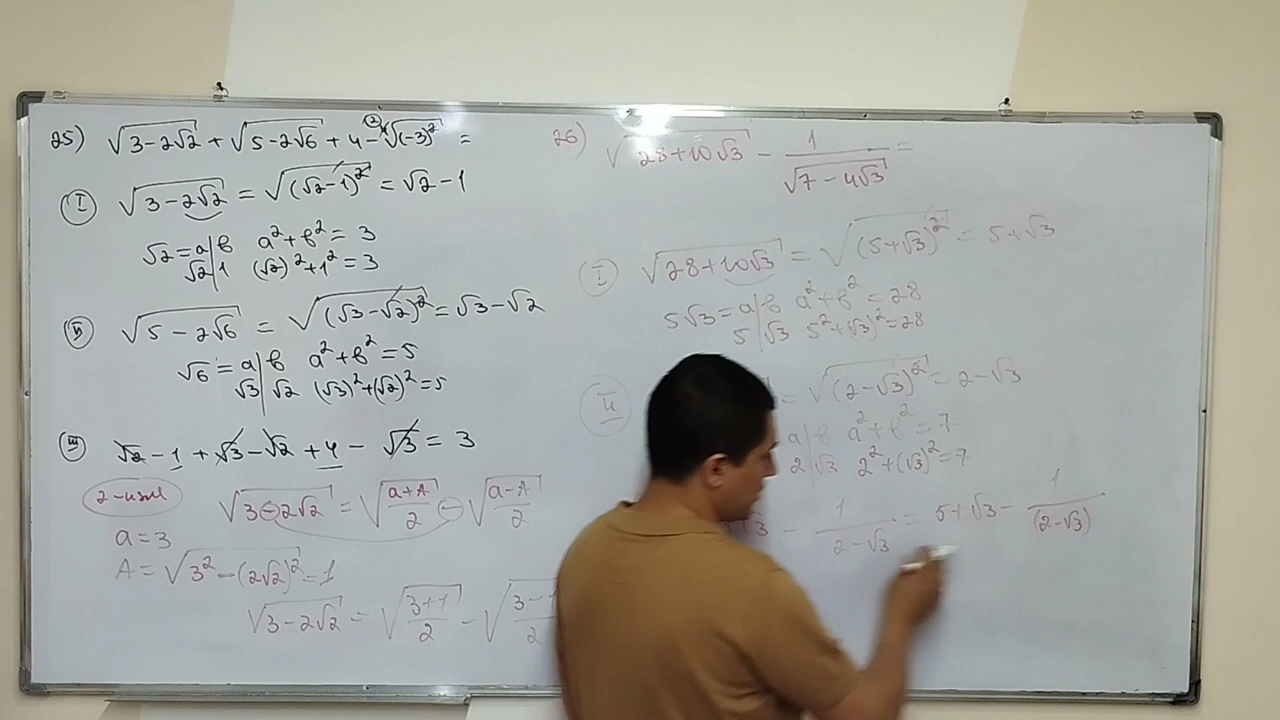 25) √(3-2√2) + √(5-2√6) + 4 - ⁴√(-3)² =
I √(3-2√2) = √((√2-1)²) = √2-1
√2 = a|b a²+b² = 3
√2|1 (√2)²+1² = 3
II √(5-2√6) = √((√3-√2)²) = √3-√2
√6 = a|b a²+b² = 5
√3|√2 (√3)²+(√2)² = 5
III √2-1+√3-√2+4-√3 = 3
2-usul √(3-2√2) = √((a+A)/2) - √((a-A)/2)
a=3
A = √(3²-(2√2)²) = 1
√(3-2√2) = √((3+1)/2) - √((3-1)/2
26) √(28+10√3) - 1/√(7-4√3) =
I √(28+10√3) = √((5+√3)²) = 5+√3
5√3 = a|b a²+b² = 28
5|√3 5²+(√3)² = 28
II = √((2-√3)²) = 2-√3
a|b a²+b² = 7
2|√3 2²+(√3)² = 7
√3 - 1/(2-√3) = 5+√3 - 1/(2-√3)